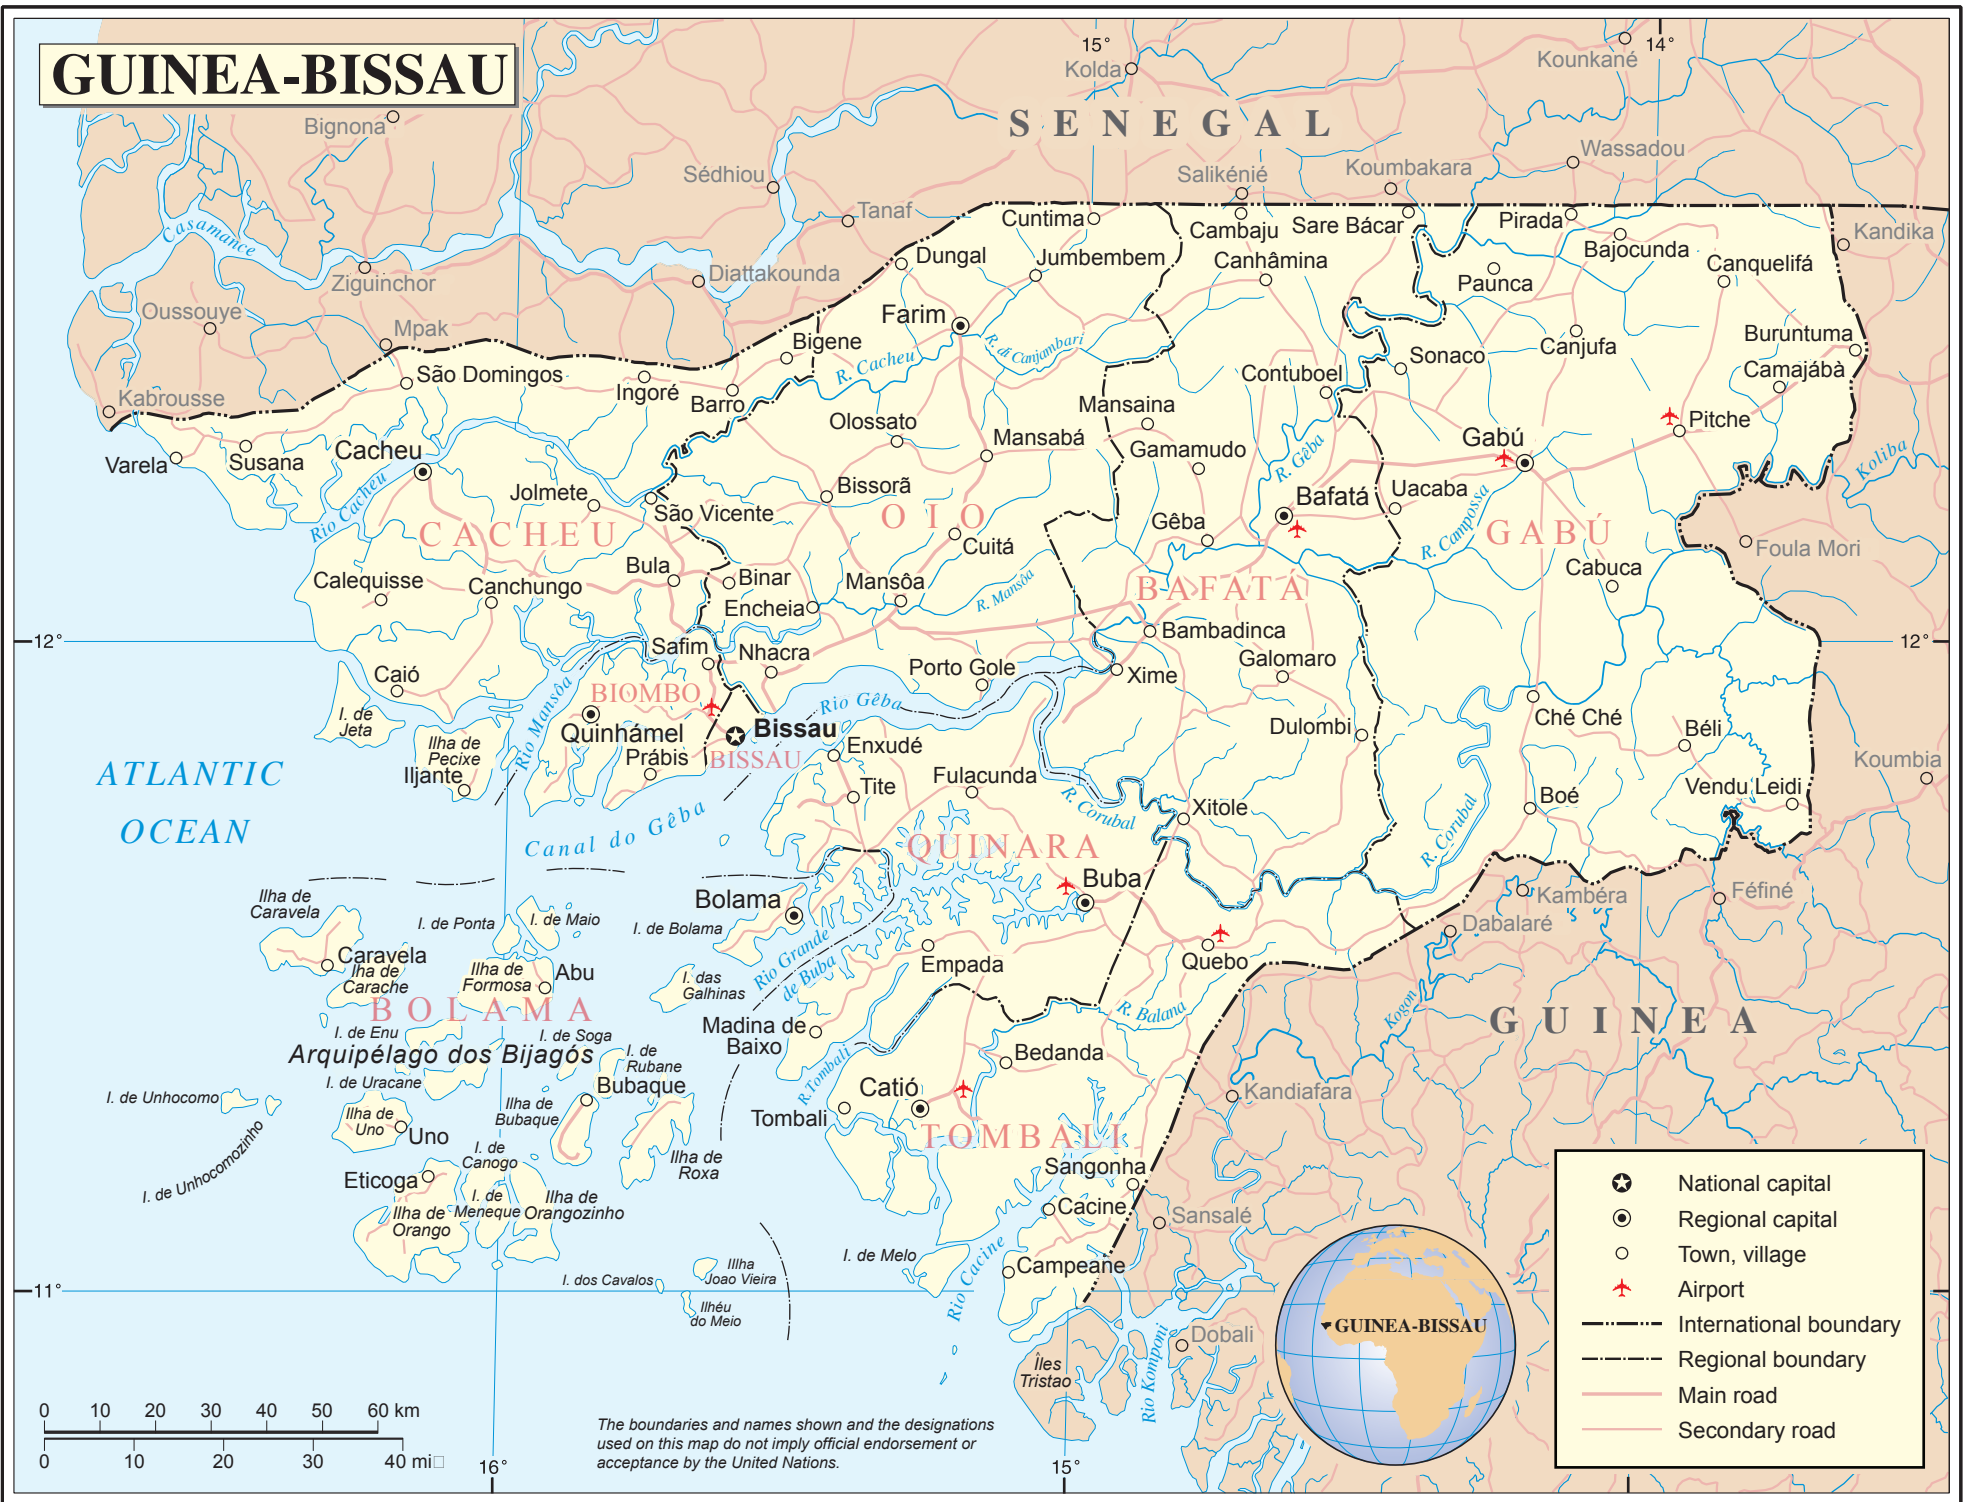 GUINEA-BISSAU
15°
14°
Kounkané
Kolda
SENEGAL
Bignona
Wassadou
Sédhiou
Salikénié
Koumbakara
Tanaf
Cuntima
Cambaju
Sare Bácar
Pirada
Kandika
Casamance
Bajocunda
Dungal
Jumbembem
Canhâmina
Canquelifá
Ziguinchor
Diattakounda
Paunca
Oussouye
Farim
Mpak
Bigene
R. di Canjambari
R. Cacheu
Canjufa
Buruntuma
Sonaco
Camajábà
São Domingos
Ingoré
Barro
Contuboel
Kabrousse
Mansaina
Olossato
Mansabá
Pitche
Gabú
Cacheu
Susana
Varela
Gamamudo
R. Gêba
Koliba
Rio Cacheu
Jolmete
Bissorã
Bafatá
Uacaba
São Vicente
CACHEU
OIO
Gêba
R. Campossa
GABÚ
Cuitá
Foula Mori
Calequisse
Canchungo
Bula
Binar
Mansôa
Encheia
R. Mansôa
BAFATÁ
Cabuca
12°
12°
Bambadinca
Safim
Nhacra
Porto Gole
Xime
Galomaro
Caió
BIOMBO
Rio Mansôa
Rio Gêba
I. de
Jeta
Quinhámel
Bissau
BISSAU
Ché Ché
Dulombi
Béli
Ilha de
Pecixe
Iljante
Prábis
Enxudé
Tite
Fulacunda
Koumbia
ATLANTIC
OCEAN
Vendu Leidi
Boé
R. Corubal
Xitole
R. Corubal
Canal do Gêba
QUINARA
Buba
Bolama
Ilha de
Caravela
I. de Ponta
I. de Maio
I. de Bolama
Kambéra
Féfiné
Dabalaré
Rio Grande
de Buba
Empada
Quebo
Caravela
Iha de
Carache
Ilha de
Formosa
Abu
I. das
Galhinas
BOLAMA
R. Balana
Kogon
GUINEA
I. de Enu
I. de Soga
Madina de
Baixo
Arquipélago dos Bijagós
I. de
Rubane
Bedanda
R. Tombali
I. de Uracane
Bubaque
Catió
Kandiafara
I. de Unhocomo
Ilha de
Uno
Uno
Ilha de
Bubaque
Tombali
TOMBALI
I. de Unhocomozinho
I. de
Canogo
Ilha de
Roxa
Sangonha
Eticoga
Ilha de
Orango
I. de
Meneque
Ilha de
Orangozinho
Cacine
Sansalé
I. de Melo
Rio Cacine
Campeane
Illha
Joao Vieira
I. dos Cavalos
11°
Ilhéu
do Meio
Dobali
Rio Komponi
Îles
Tristao
GUINEA-BISSAU
National capital
Regional capital
Town, village
Airport
International boundary
Regional boundary
Main road
Secondary road
0 10 20 30 40 50 60 km
0 10 20 30 40 mi
The boundaries and names shown and the designations
used on this map do not imply official endorsement or
acceptance by the United Nations.
16°
15°